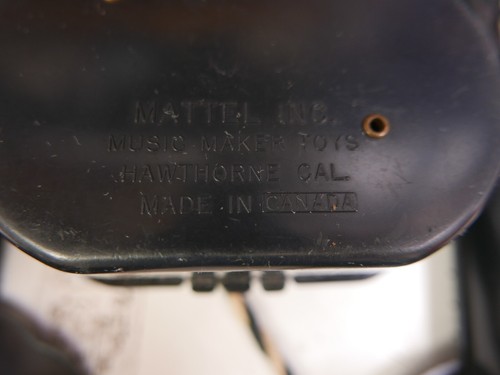 MATTEL INC.
MUSIC MAKER TOYS
HAWTHORNE CAL.
MADE IN CANADA